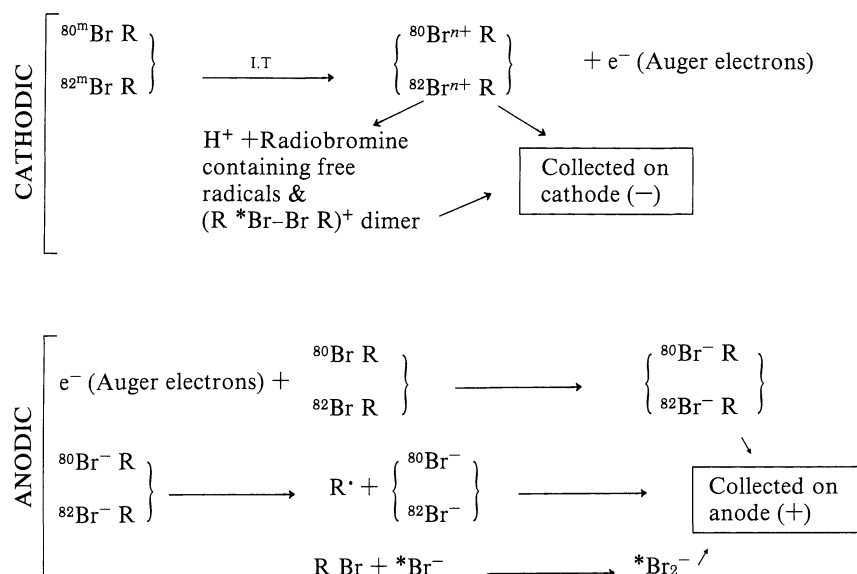 CATHODIC
⁸⁰ᵐBr R
I.T
⁸⁰Brⁿ⁺ R
+ e⁻ (Auger electrons)
⁸²ᵐBr R
⁸²Brⁿ⁺ R
H⁺ +Radiobromine
containing free
radicals &
(R *Br–Br R)⁺ dimer
Collected on
cathode (−)
ANODIC
e⁻ (Auger electrons) +
⁸⁰Br R
⁸²Br R
⁸⁰Br⁻ R
⁸²Br⁻ R
⁸⁰Br⁻ R
⁸²Br⁻ R
R· +
⁸⁰Br⁻
⁸²Br⁻
Collected on
anode (+)
R Br + *Br⁻
*Br₂⁻